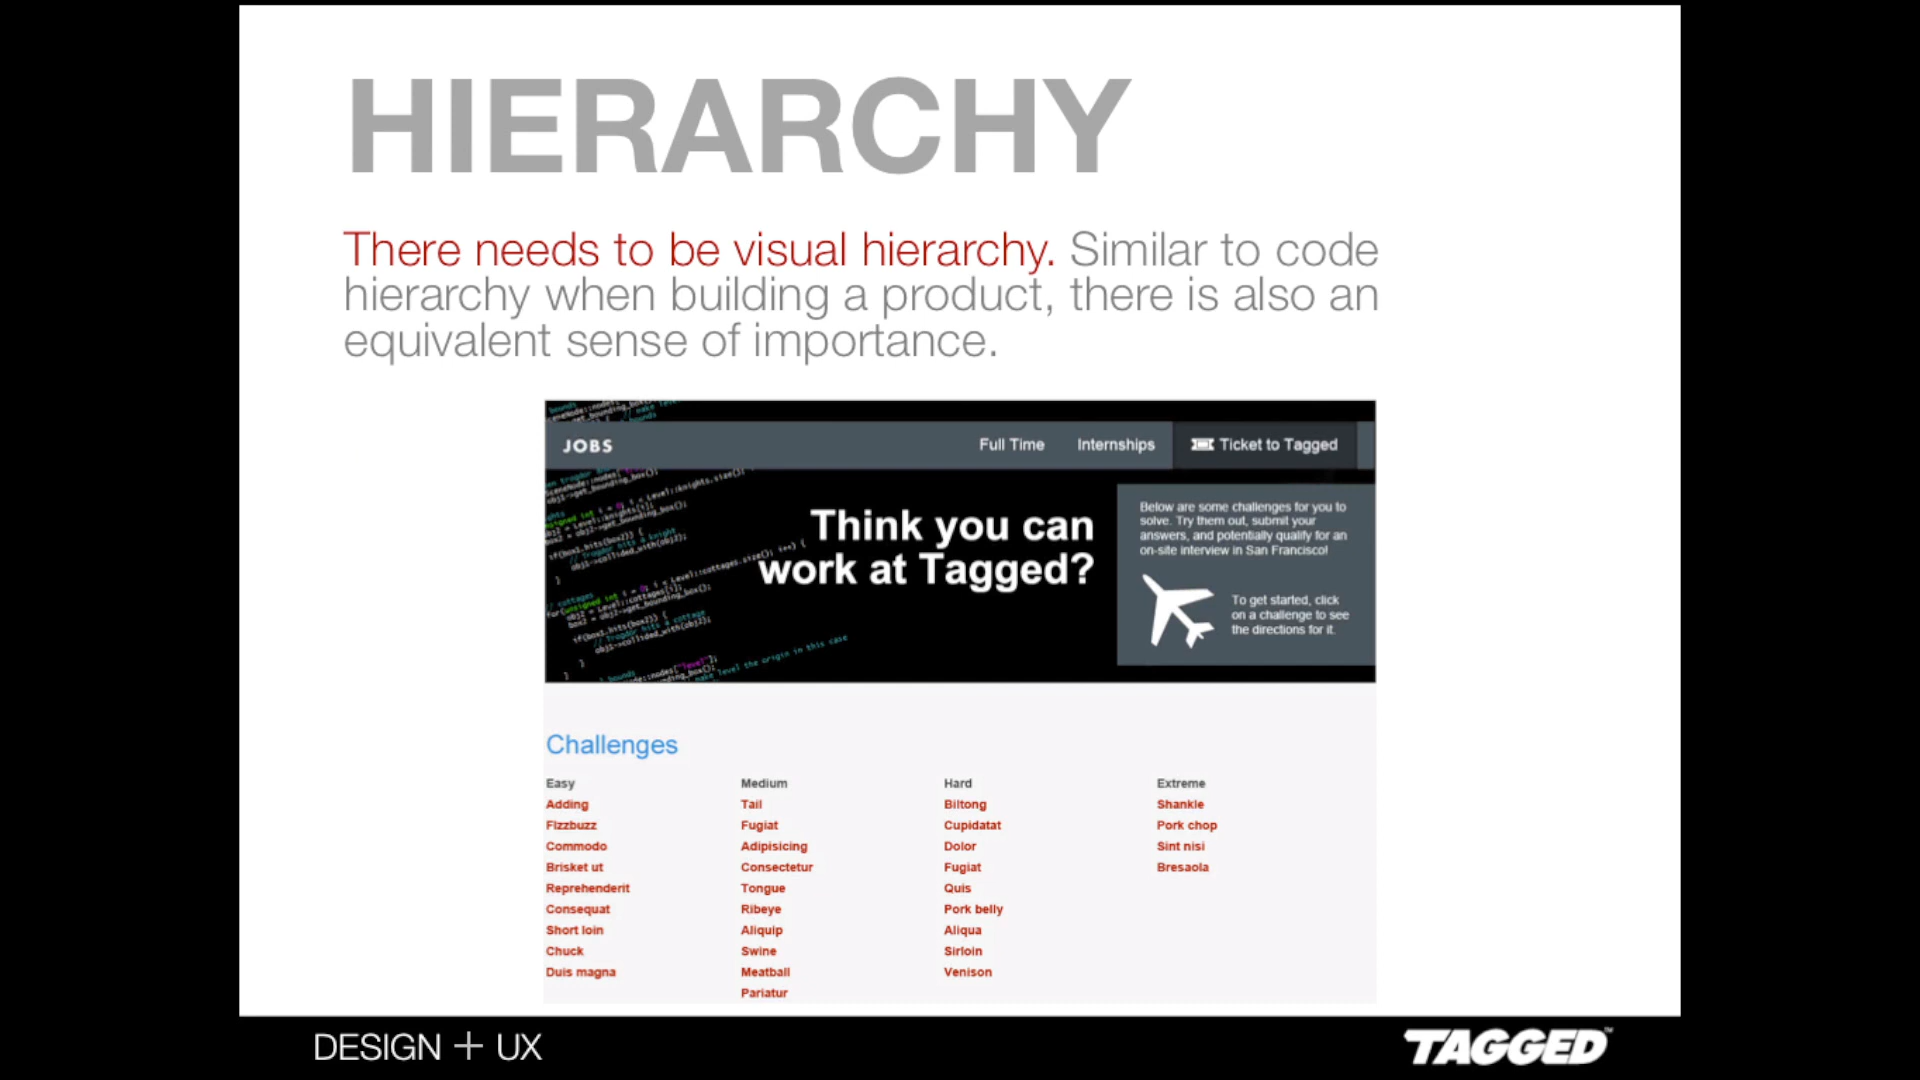 HIERARCHY
There needs to be visual hierarchy. Similar to code
hierarchy when building a product, there is also an
equivalent sense of importance.
JOBS
Full Time
Internships
Ticket to Tagged
Think you can
work at Tagged?
Below are some challenges for you to
solve. Try them out, submit your
answers, and potentially qualify for an
on-site interview in San Francisco!
To get started, click
on a challenge to see
the directions for it.
Challenges
Easy
Adding
Fizzbuzz
Commodo
Brisket ut
Reprehenderit
Consequat
Short loin
Chuck
Duis magna
Medium
Tail
Fugiat
Adipisicing
Consectetur
Tongue
Ribeye
Aliquip
Swine
Meatball
Pariatur
Hard
Biltong
Cupidatat
Dolor
Fugiat
Quis
Pork belly
Aliqua
Sirloin
Venison
Extreme
Shankle
Pork chop
Sint nisi
Bresaola
DESIGN + UX
TAGGED™